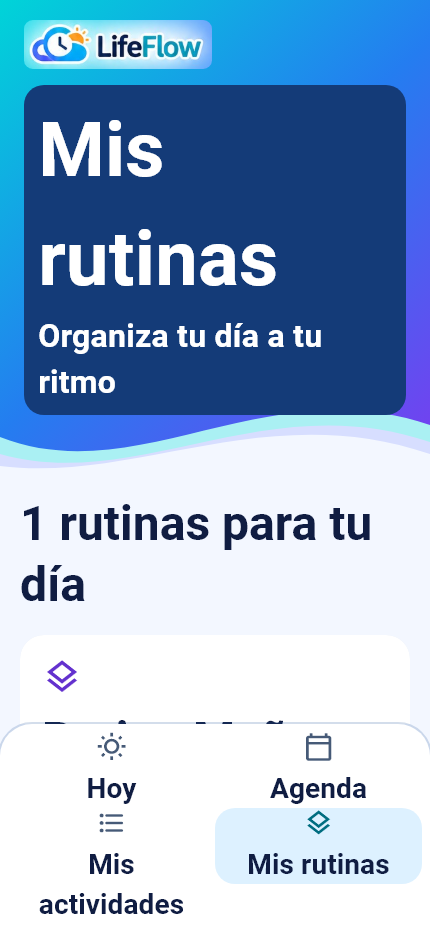 LifeFlow
Mis
rutinas
Organiza tu día a tu
ritmo
1 rutinas para tu
día
Hoy
Agenda
Mis
actividades
Mis rutinas